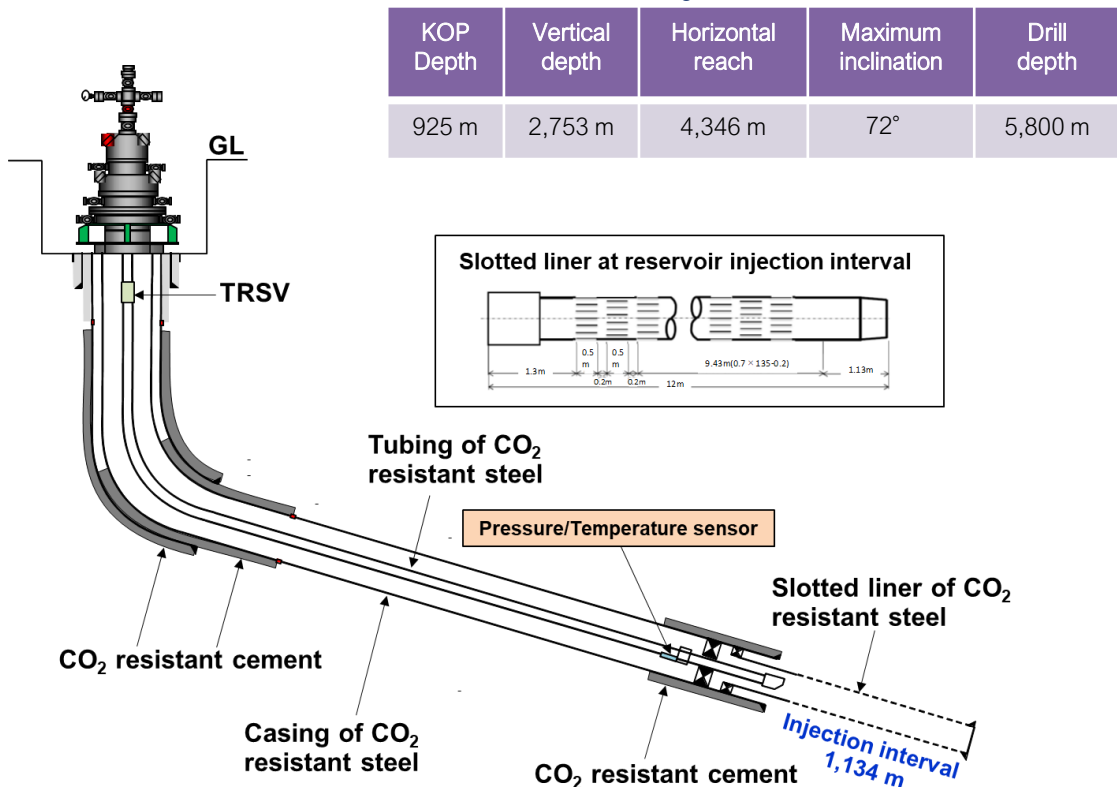 KOP
Depth
Vertical
depth
Horizontal
reach
Maximum
inclination
Drill
depth
925 m
2,753 m
4,346 m
72°
5,800 m
GL
TRSV
Slotted liner at reservoir injection interval
0.5
m
0.5
m
9.43m(0.7×135-0.2)
1.3m
0.2m
0.2m
1.13m
12m
Tubing of CO2
resistant steel
Pressure/Temperature sensor
Slotted liner of CO2
resistant steel
CO2 resistant cement
Casing of CO2
resistant steel
CO2 resistant cement
Injection interval
1,134 m